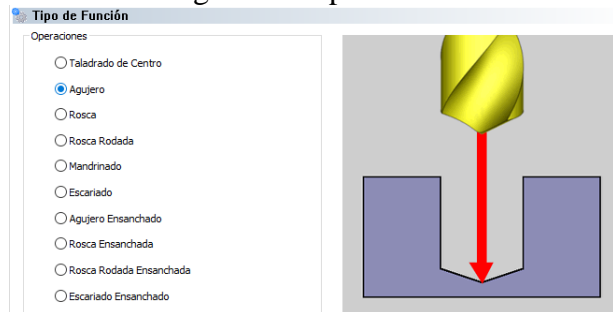 Tipo de Función
Operaciones
Taladrado de Centro
Agujero
Rosca
Rosca Rodada
Mandrinado
Escariado
Agujero Ensanchado
Rosca Ensanchada
Rosca Rodada Ensanchada
Escariado Ensanchado